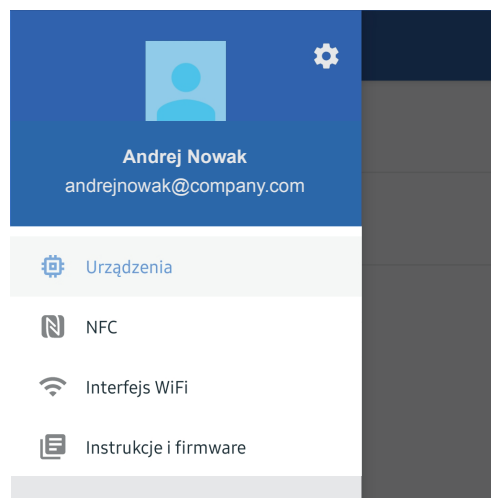 Andrej Nowak
andrejnowak@company.com
Urządzenia
NFC
Interfejs WiFi
Instrukcje i firmware